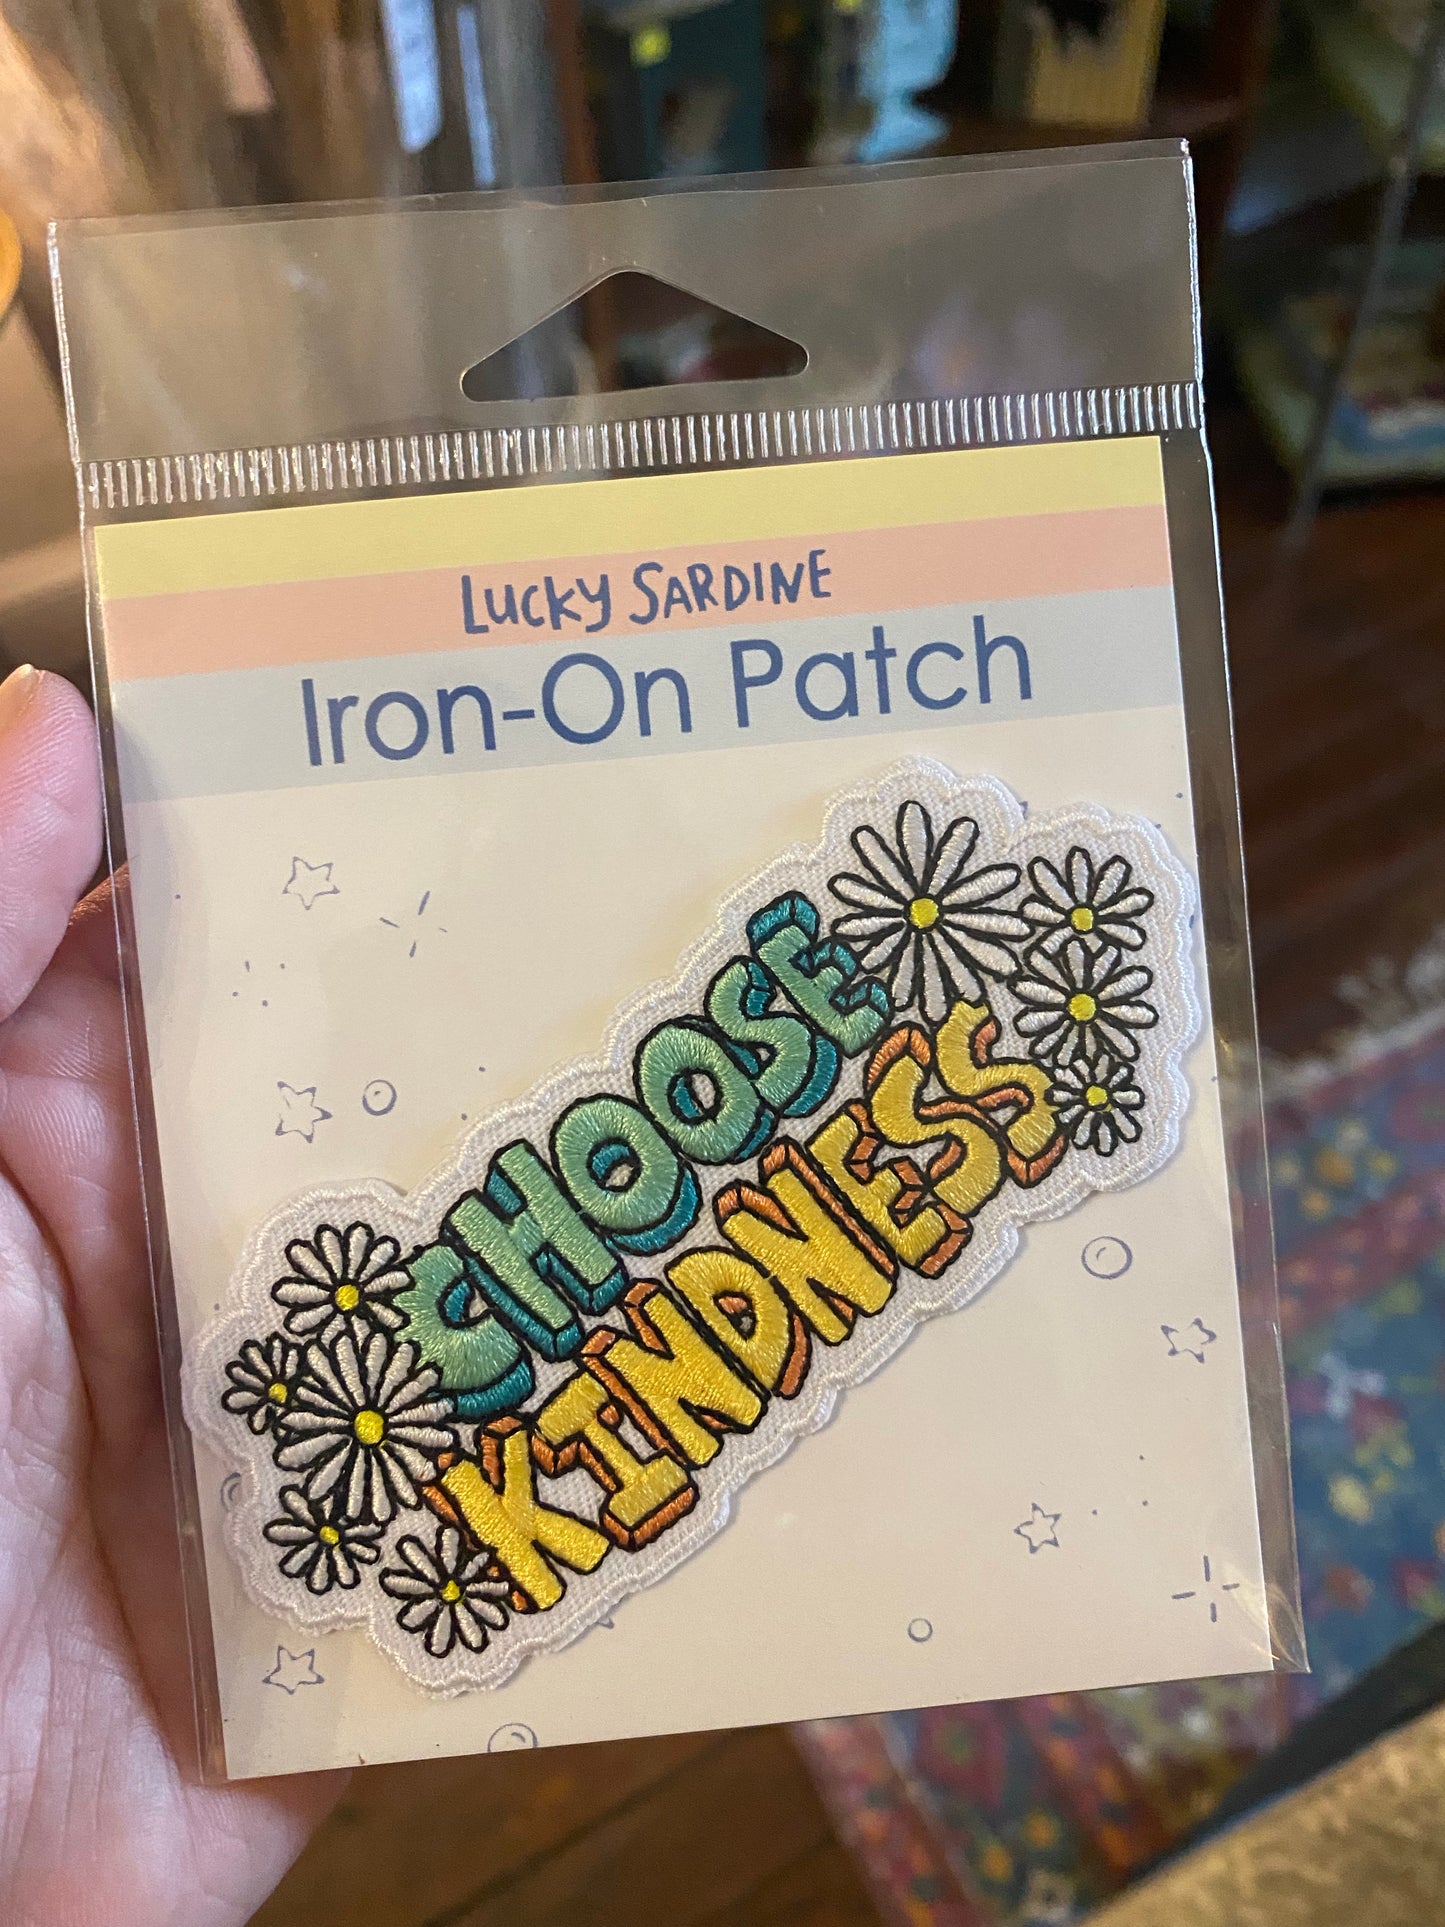 Lucky Sardine
Iron-On Patch
CHOOSE
KINDNESS